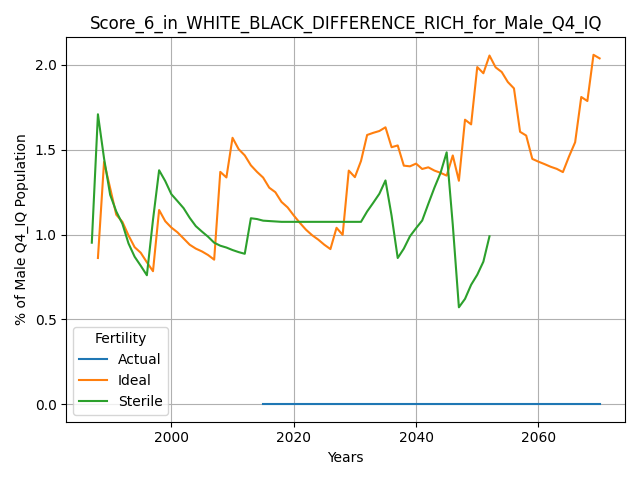 Score_6_in_WHITE_BLACK_DIFFERENCE_RICH_for_Male_Q4_IQ
% of Male Q4_IQ Population
2.0
1.5
1.0
0.5
0.0
Fertility
Actual
Ideal
Sterile
2000 2020 2040 2060
Years